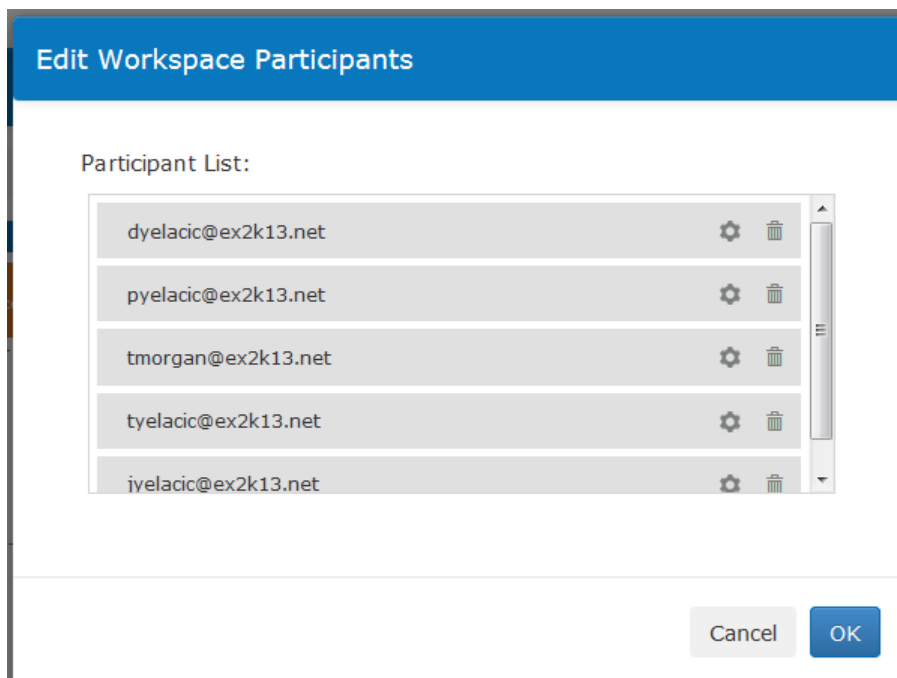 Edit Workspace Participants
Participant List:
dyelacic@ex2k13.net
pyelacic@ex2k13.net
tmorgan@ex2k13.net
tyelacic@ex2k13.net
jyelacic@ex2k13.net
Cancel OK